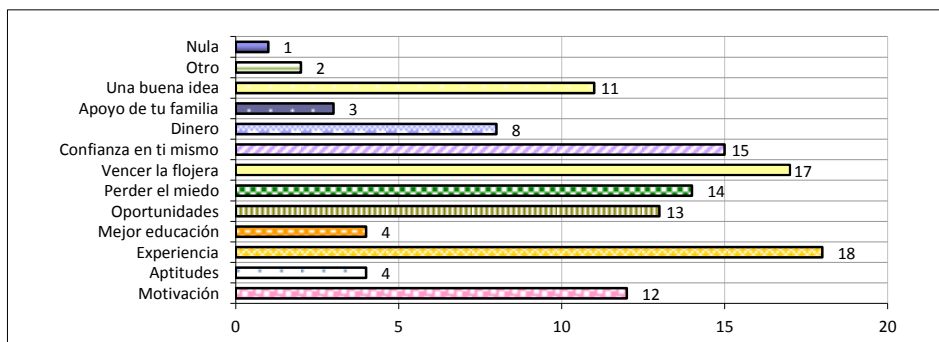 Nula 1
Otro 2
Una buena idea 11
Apoyo de tu familia 3
Dinero 8
Confianza en ti mismo 15
Vencer la flojera 17
Perder el miedo 14
Oportunidades 13
Mejor educación 4
Experiencia 18
Aptitudes 4
Motivación 12
0 5 10 15 20